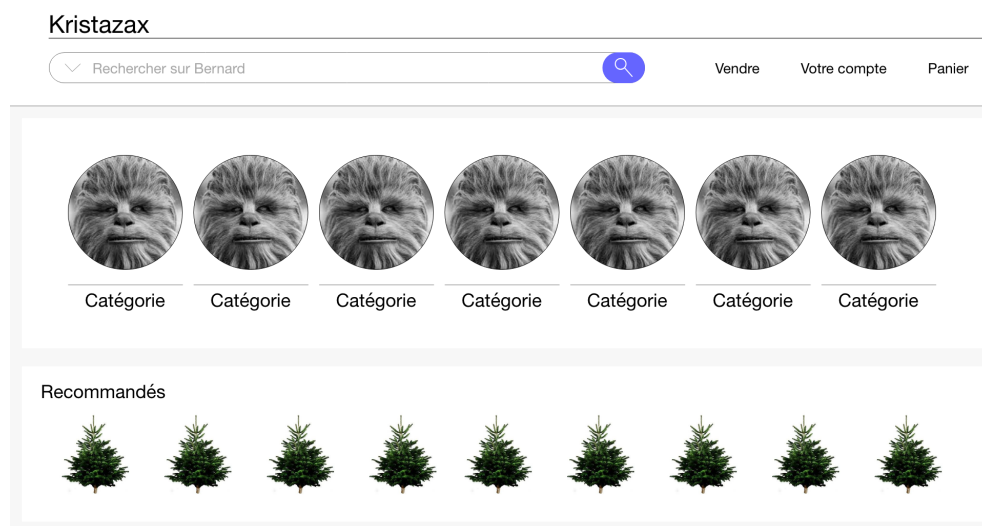 Kristazax
Rechercher sur Bernard
Vendre Votre compte Panier
Catégorie Catégorie Catégorie Catégorie Catégorie Catégorie Catégorie
Recommandés